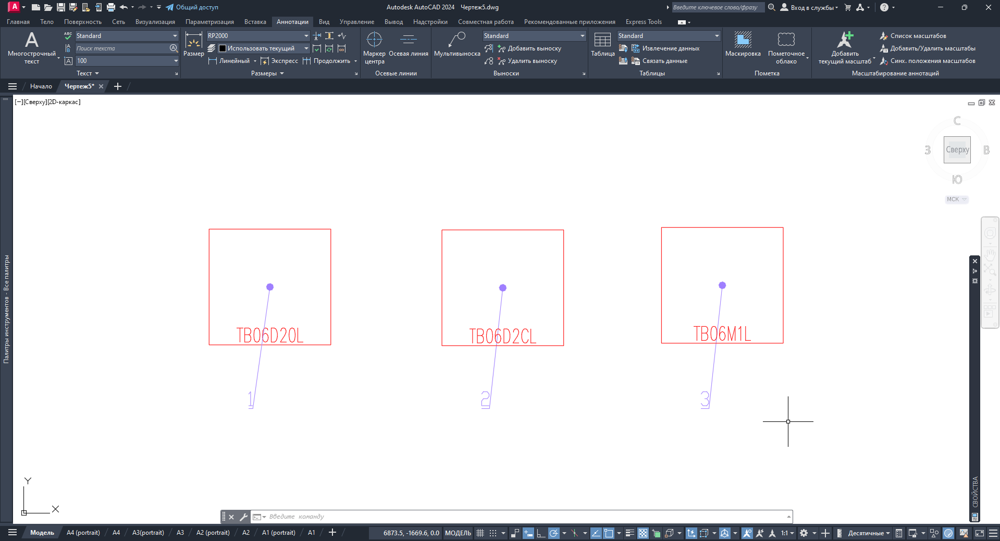 Общий доступ
Autodesk AutoCAD 2024 Чертеж5.dwg
Введите ключевое слово/фразу
Вход в службы
Главная Тело Поверхность Сеть Визуализация Параметризация Вставка Аннотации Вид Управление Вывод Надстройки Совместная работа Рекомендованные приложения Express Tools
Многострочный текст
Standard
Поиск текста
100
Текст
Размер
RP2000
Использовать текущий
Линейный Экспресс Продолжить
Размеры
Маркер центра
Осевая линия
Осевые линии
Мультивыноска
Standard
Добавить выноску
Удалить выноску
Выноски
Таблица
Standard
Извлечение данных
Связать данные
Таблицы
Маскировка
Пометочное облако
Пометка
Добавить текущий масштаб
Список масштабов
Добавить/Удалить масштабы
Синх. положения масштабов
Масштабирование аннотаций
Начало
Чертеж5*
[−][Сверху][2D-каркас]
С
З
Сверху
В
Ю
МСК
Палитры инструментов - Все палитры
TB06D20L
TB06D2CL
TB06M1L
1
2
3
СВОЙСТВА
Y
X
Введите команду
Модель A4 (portrait) A4 A3(portrait) A3 A2 (portrait) A2 A1 (portrait) A1
6873.5, -1669.6, 0.0
МОДЕЛЬ
1:1
Десятичные